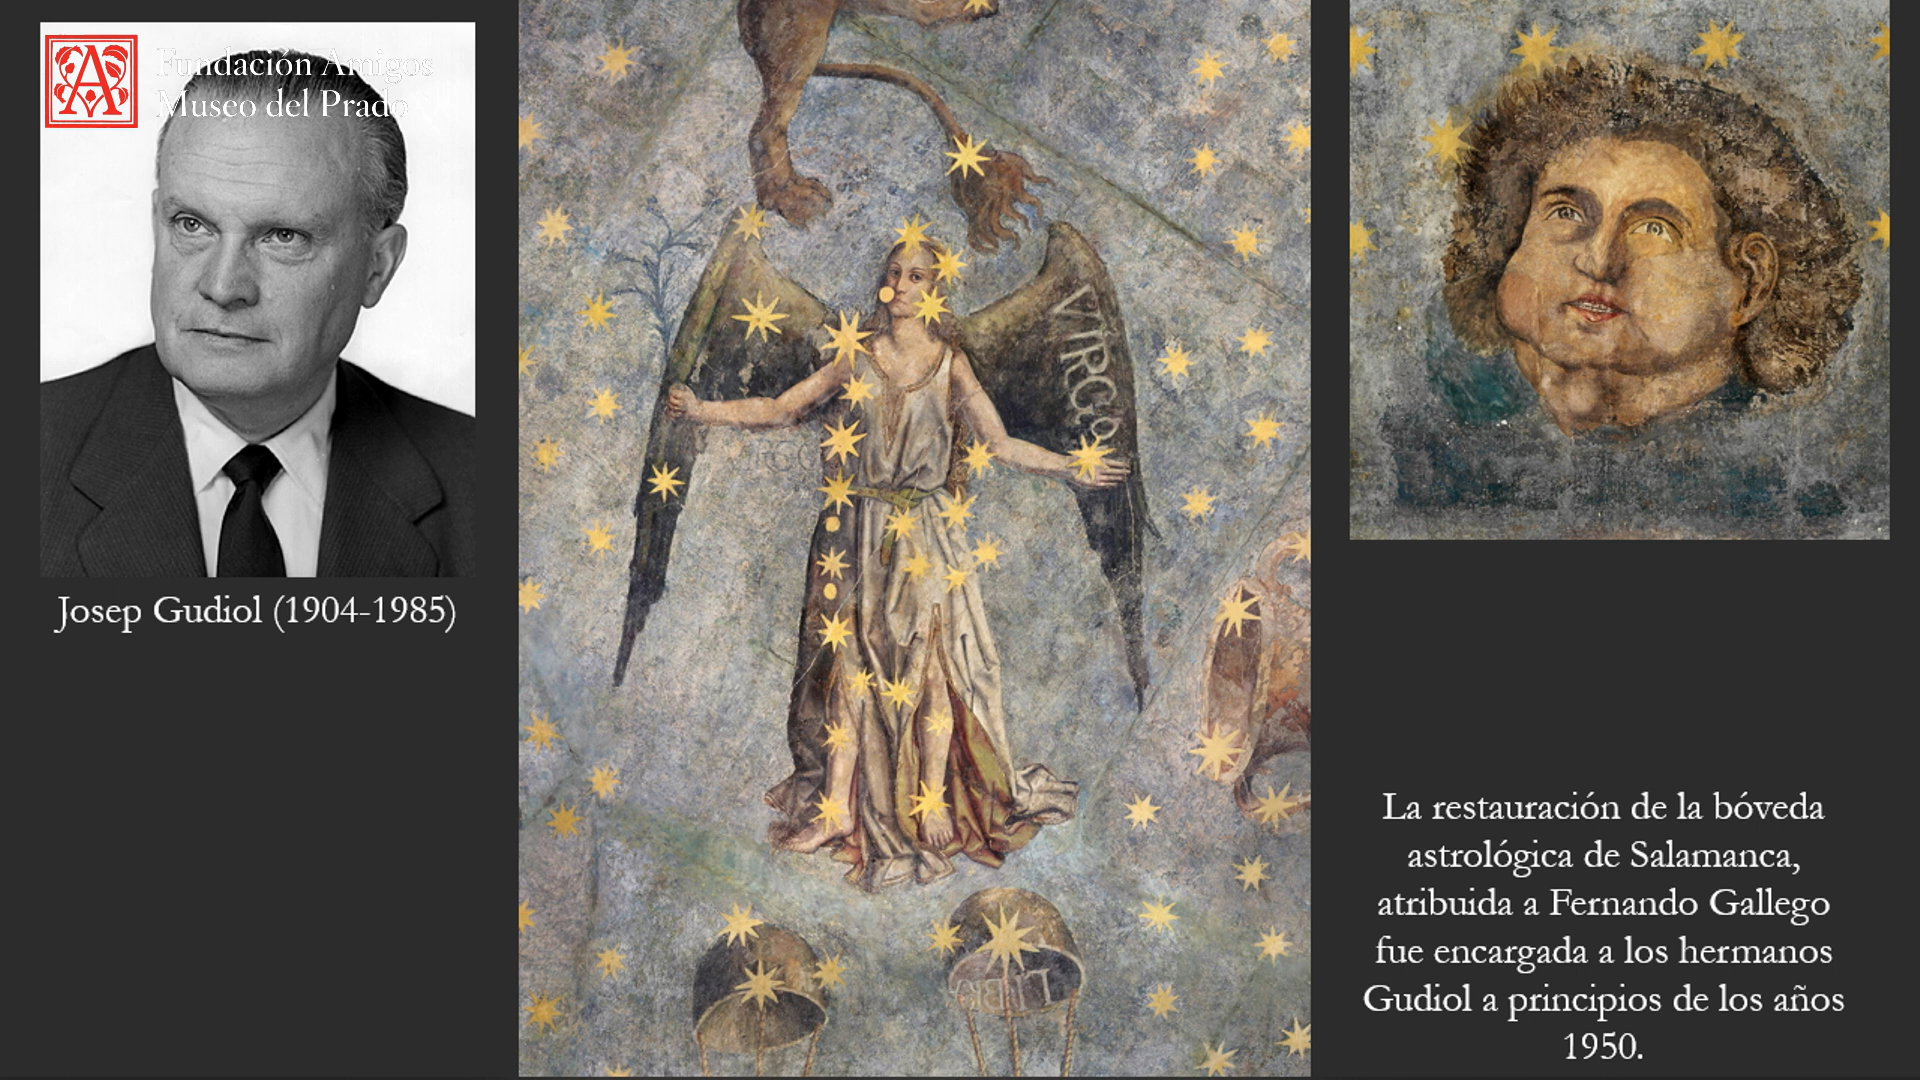 Fundación Amigos
Museo del Prado
Josep Gudiol (1904-1985)
VIRGO
La restauración de la bóveda
astrológica de Salamanca,
atribuida a Fernando Gallego
fue encargada a los hermanos
Gudiol a principios de los años
1950.